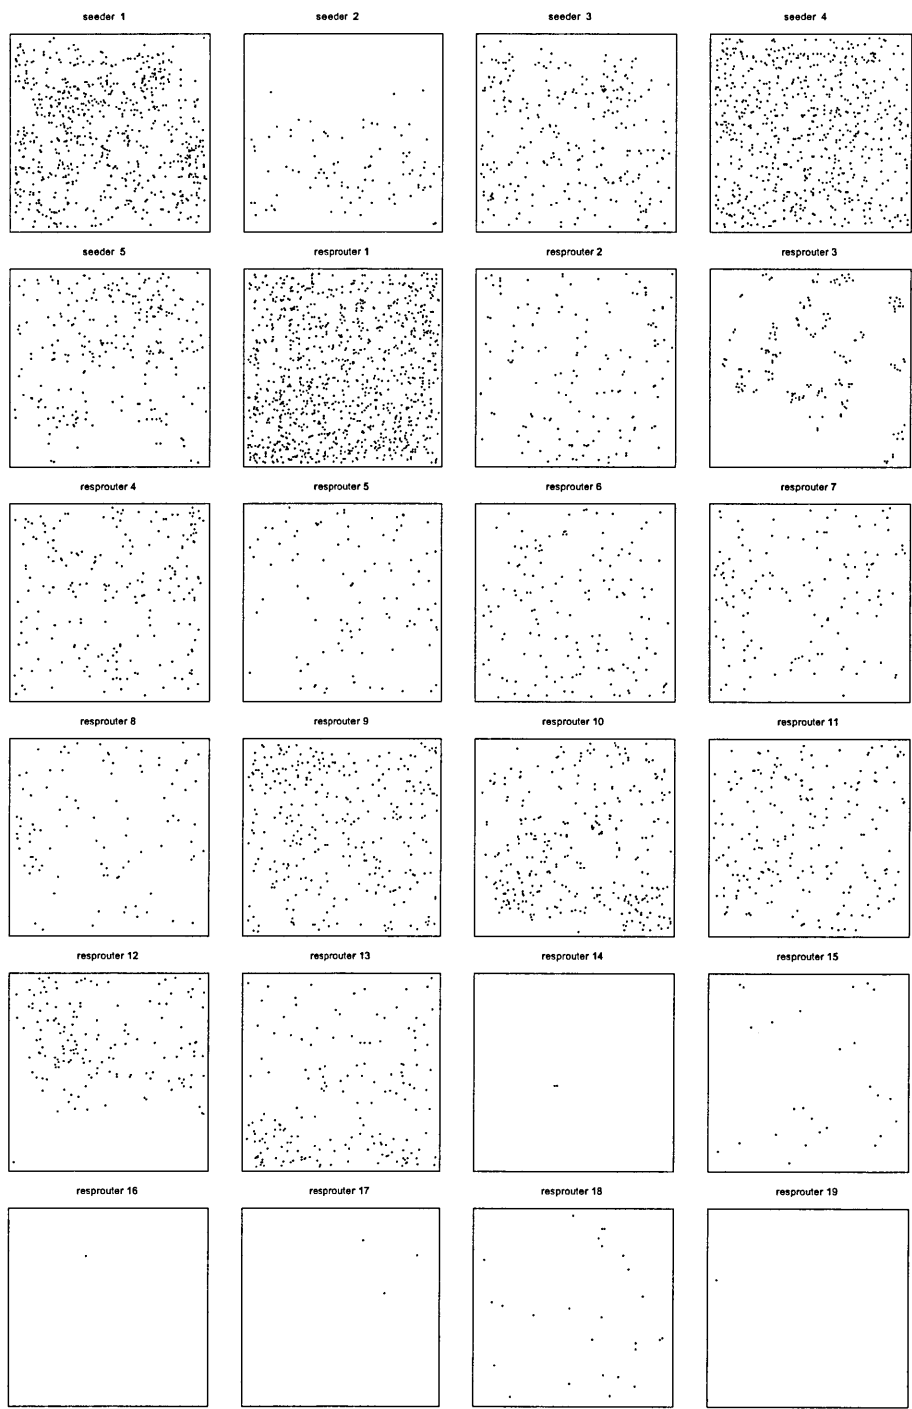 seeder 1
seeder 2
seeder 3
seeder 4
seeder 5
resprouter 1
resprouter 2
resprouter 3
resprouter 4
resprouter 5
resprouter 6
resprouter 7
resprouter 8
resprouter 9
resprouter 10
resprouter 11
resprouter 12
resprouter 13
resprouter 14
resprouter 15
resprouter 16
resprouter 17
resprouter 18
resprouter 19